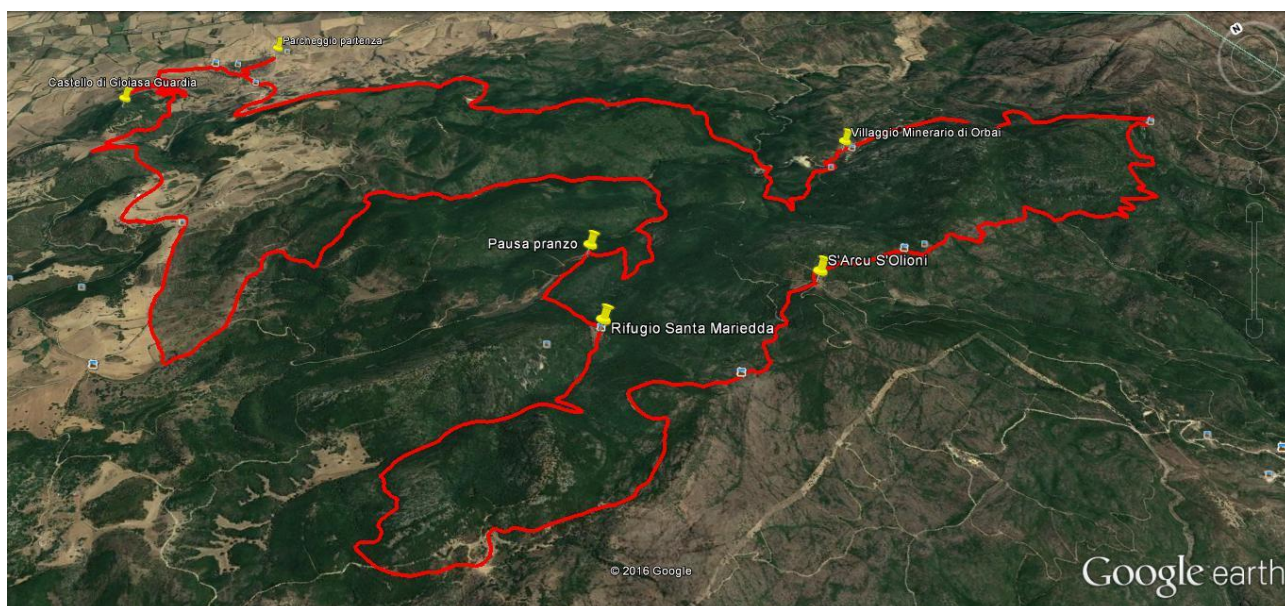 Parcheggio partenza
Castello di Gioiasa Guardia
Villaggio Minerario di Orbai
Pausa pranzo
S'Arcu S'Olioni
Rifugio Santa Mariedda
N
© 2016 Google
Google earth